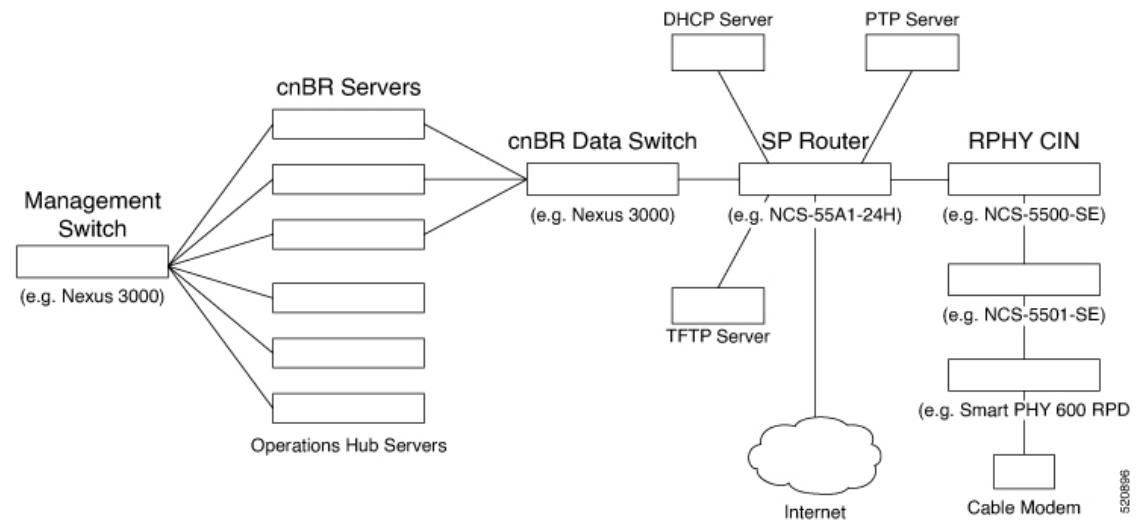 DHCP Server
PTP Server
cnBR Servers
cnBR Data Switch
SP Router
RPHY CIN
Management
Switch
(e.g. Nexus 3000)
(e.g. NCS-55A1-24H)
(e.g. NCS-5500-SE)
(e.g. Nexus 3000)
(e.g. NCS-5501-SE)
TFTP Server
(e.g. Smart PHY 600 RPD
Operations Hub Servers
Internet
Cable Modem
520896